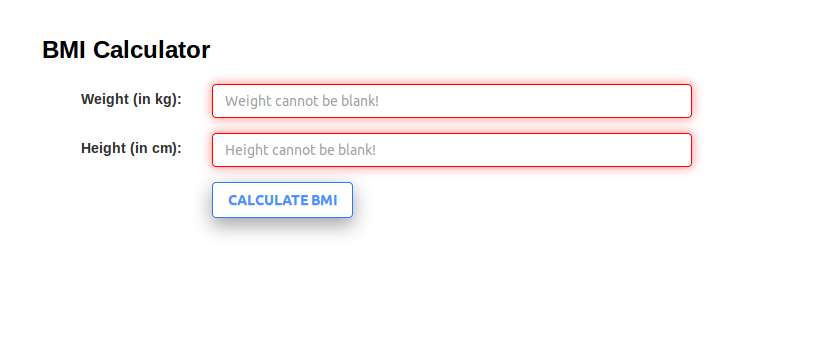 BMI Calculator
Weight (in kg): Weight cannot be blank!
Height (in cm): Height cannot be blank!
CALCULATE BMI